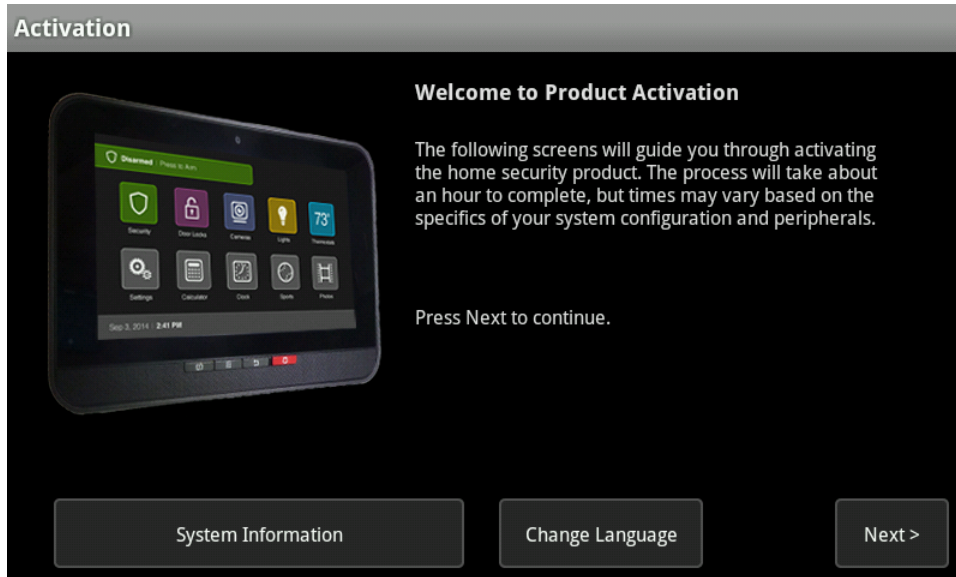 Activation
Welcome to Product Activation
The following screens will guide you through activating
the home security product. The process will take about
an hour to complete, but times may vary based on the
specifics of your system configuration and peripherals.
Press Next to continue.
Disarmed | Press to Arm
73°
Security Door Locks Cameras Lights Thermostats
Settings Calculator Clock Sports Photos
Sep 3, 2014 | 2:41 PM
System Information
Change Language
Next >